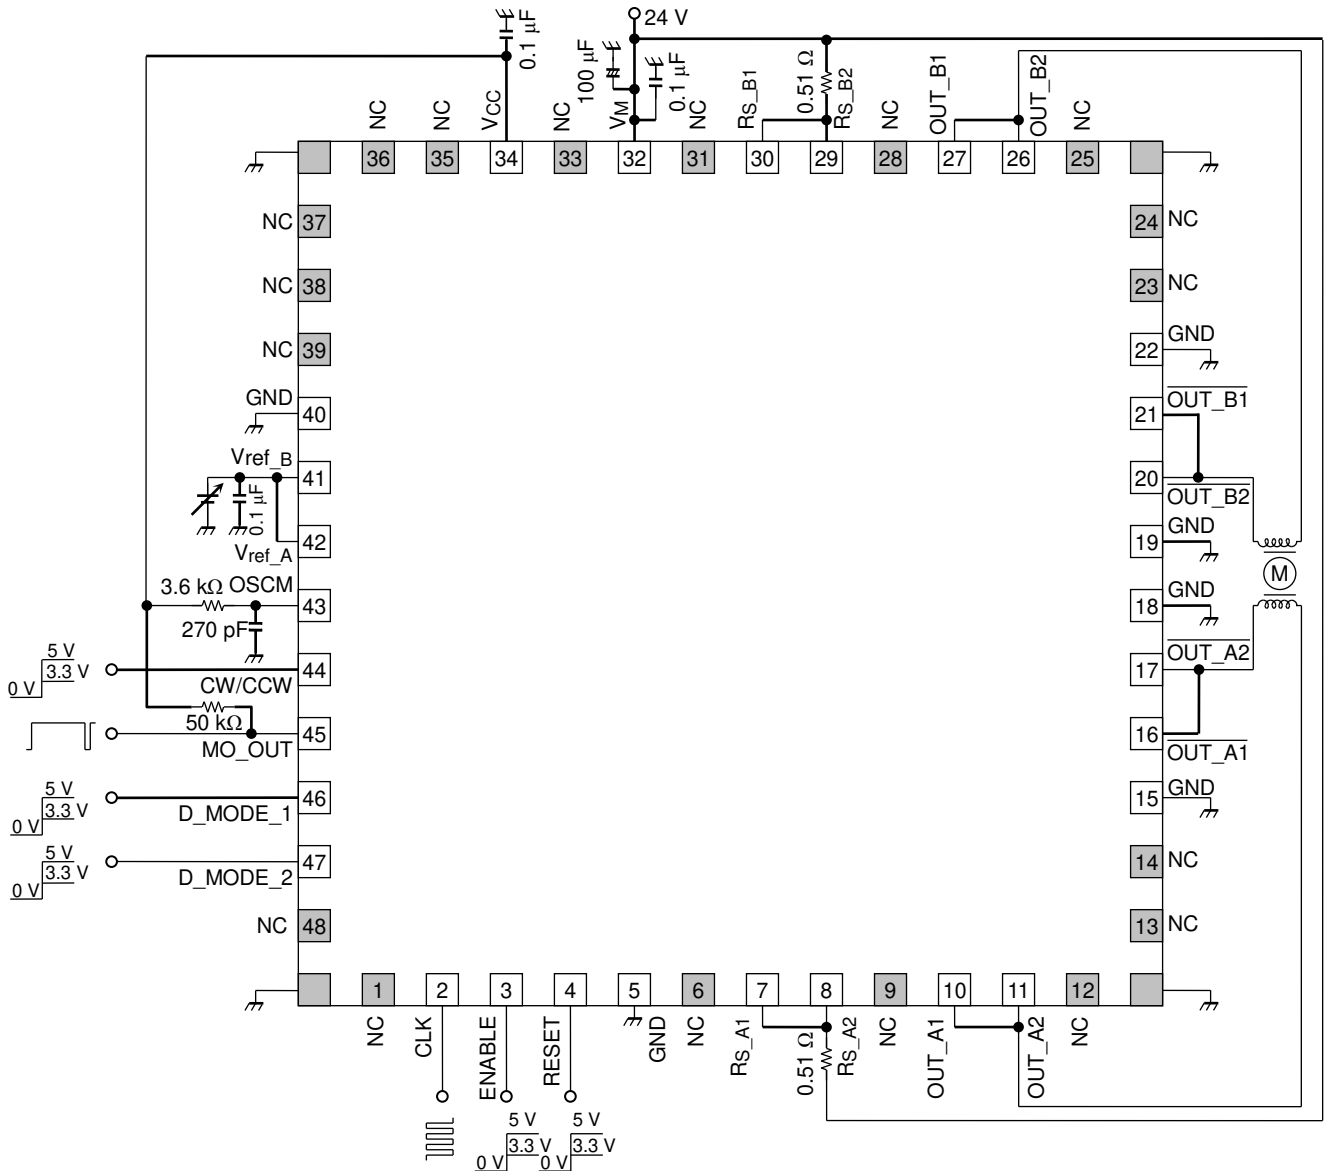 24 V
0.1 µF
100 µF
0.1 µF
0.51 Ω
NC
NC
VCC
NC
VM
NC
RS_B1
RS_B2
NC
OUT_B1
OUT_B2
NC
36
35
34
33
32
31
30
29
28
27
26
25
NC 37
24 NC
NC 38
23 NC
NC 39
22 GND
GND 40
21 OUT_B1
Vref_B 41
20 OUT_B2
0.1 µF
Vref_A 42
19 GND
M
3.6 kΩ OSCM 43
18 GND
270 pF
5 V
3.3 V
0 V
CW/CCW 44
17 OUT_A2
50 kΩ
MO_OUT 45
16 OUT_A1
5 V
3.3 V
0 V
D_MODE_1 46
15 GND
5 V
3.3 V
0 V
D_MODE_2 47
14 NC
NC 48
13 NC
1
2
3
4
5
6
7
8
9
10
11
12
NC
CLK
ENABLE
RESET
GND
NC
RS_A1
0.51 Ω
RS_A2
NC
OUT_A1
OUT_A2
NC
5 V
3.3 V
0 V
5 V
3.3 V
0 V